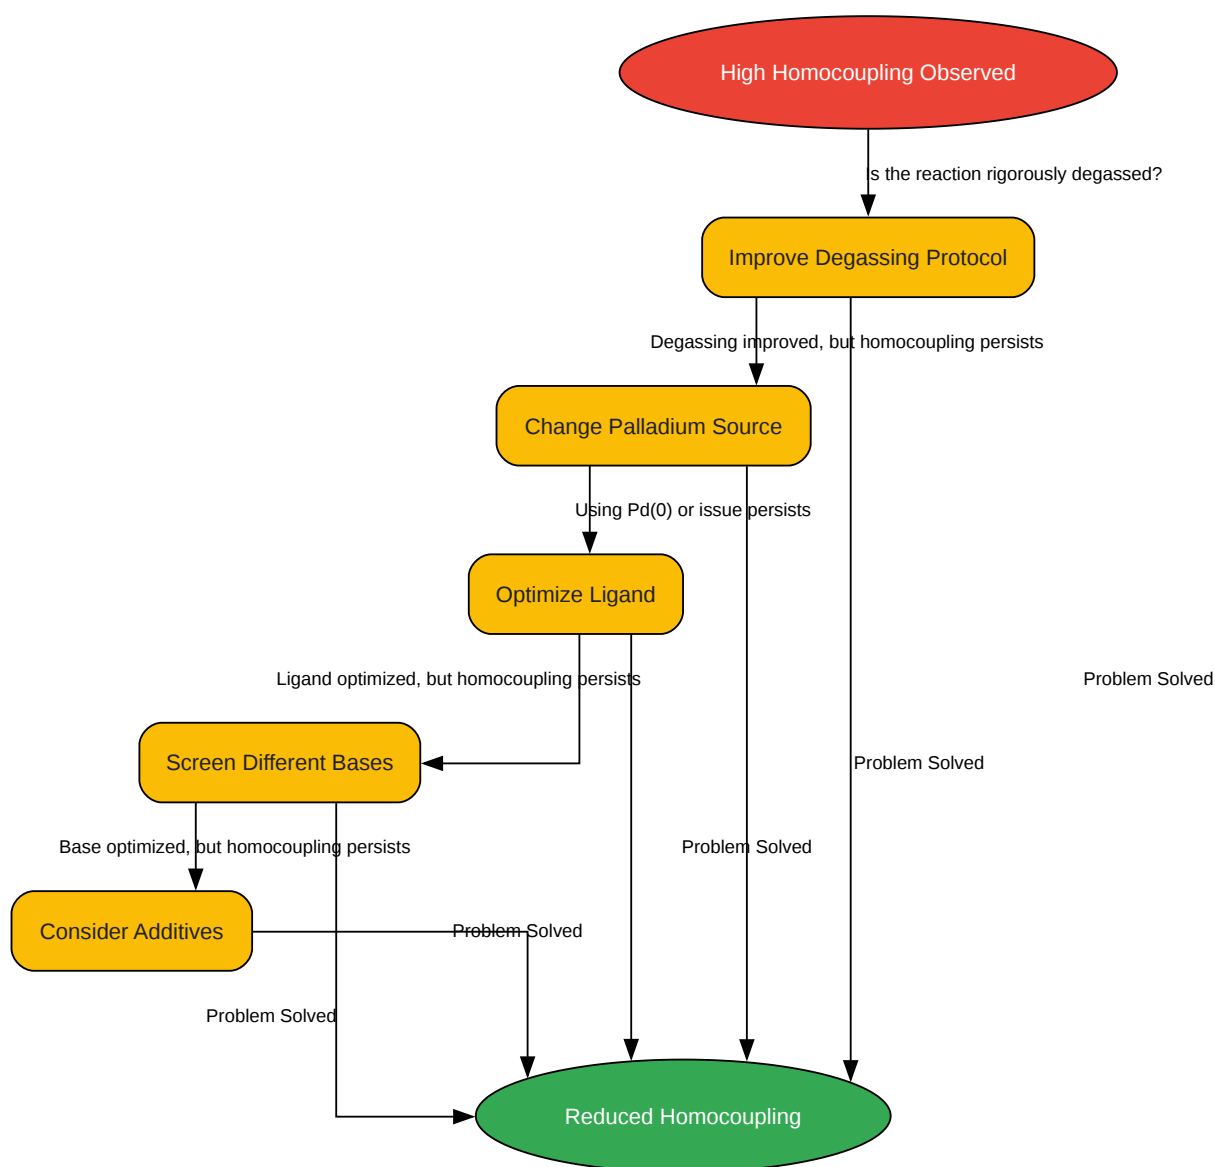 High Homocoupling Observed
Is the reaction rigorously degassed?
Improve Degassing Protocol
Degassing improved, but homocoupling persists
Change Palladium Source
Using Pd(0) or issue persists
Optimize Ligand
Ligand optimized, but homocoupling persists
Problem Solved
Screen Different Bases
Problem Solved
Base optimized, but homocoupling persists
Problem Solved
Consider Additives
Problem Solved
Problem Solved
Reduced Homocoupling